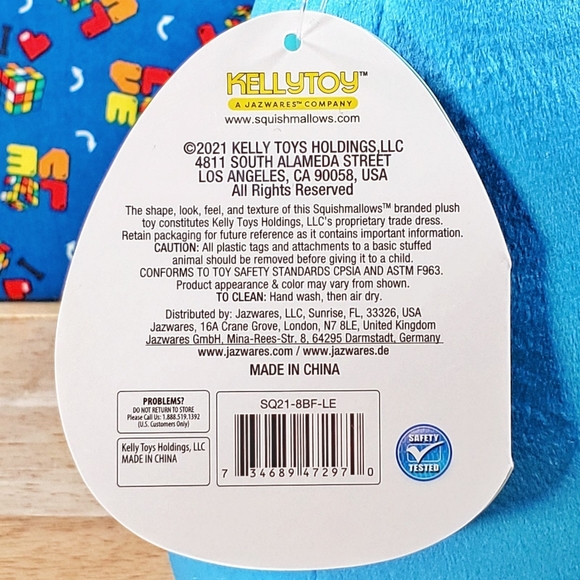 KELLYTOY™
A JAZWARES™ COMPANY
www.squishmallows.com
©2021 KELLY TOYS HOLDINGS,LLC
4811 SOUTH ALAMEDA STREET
LOS ANGELES, CA 90058, USA
All Rights Reserved
The shape, look, feel, and texture of this Squishmallows™ branded plush
toy constitutes Kelly Toys Holdings, LLC's proprietary trade dress.
Retain packaging for future reference as it contains important information.
CAUTION: All plastic tags and attachments to a basic stuffed
animal should be removed before giving it to a child.
CONFORMS TO TOY SAFETY STANDARDS CPSIA AND ASTM F963.
Product appearance & color may vary from shown.
TO CLEAN: Hand wash, then air dry.
Distributed by: Jazwares, LLC, Sunrise, FL, 33326, USA
Jazwares, 16A Crane Grove, London, N7 8LE, United Kingdom
Jazwares GmbH, Mina-Rees-Str. 8, 64295 Darmstadt, Germany
www.jazwares.com / www.jazwares.de
MADE IN CHINA
PROBLEMS?
DO NOT RETURN TO STORE
Please Call Us: 1.888.519.1392
(U.S. Customers Only)
Kelly Toys Holdings, LLC
MADE IN CHINA
SQ21-8BF-LE
7 34689 47297 0
SAFETY
TESTED